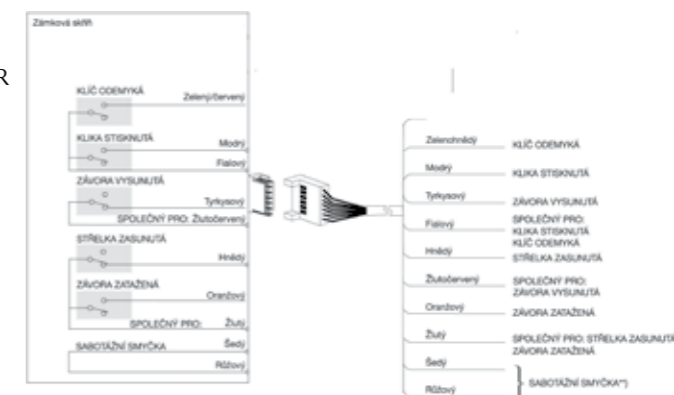 Zámková skříň
R
KLÍČ ODEMYKÁ
Zelený/červený
KLIKA STISKNUTÁ
Modrý
Fialový
ZÁVORA VYSUNUTÁ
Tyrkysový
SPOLEČNÝ PRO: Žlutočervený
STŘELKA ZASUNUTÁ
Hnědý
ZÁVORA ZATAŽENÁ
Oranžový
SPOLEČNÝ PRO: Žlutý
SABOTÁŽNÍ SMYČKA
Šedý
Růžový
Zelenohnědý KLÍČ ODEMYKÁ
Modrý KLIKA STISKNUTÁ
Tyrkysový ZÁVORA VYSUNUTÁ
Fialový SPOLEČNÝ PRO:
KLIKA STISKNUTÁ
KLÍČ ODEMYKÁ
Hnědý STŘELKA ZASUNUTÁ
Žlutočervený SPOLEČNÝ PRO:
ZÁVORA VYSUNUTÁ
Oranžový ZÁVORA ZATAŽENÁ
Žlutý SPOLEČNÝ PRO: STŘELKA ZASUNUTÁ
ZÁVORA ZATAŽENÁ
Šedý
Růžový SABOTÁŽNÍ SMYČKA**)